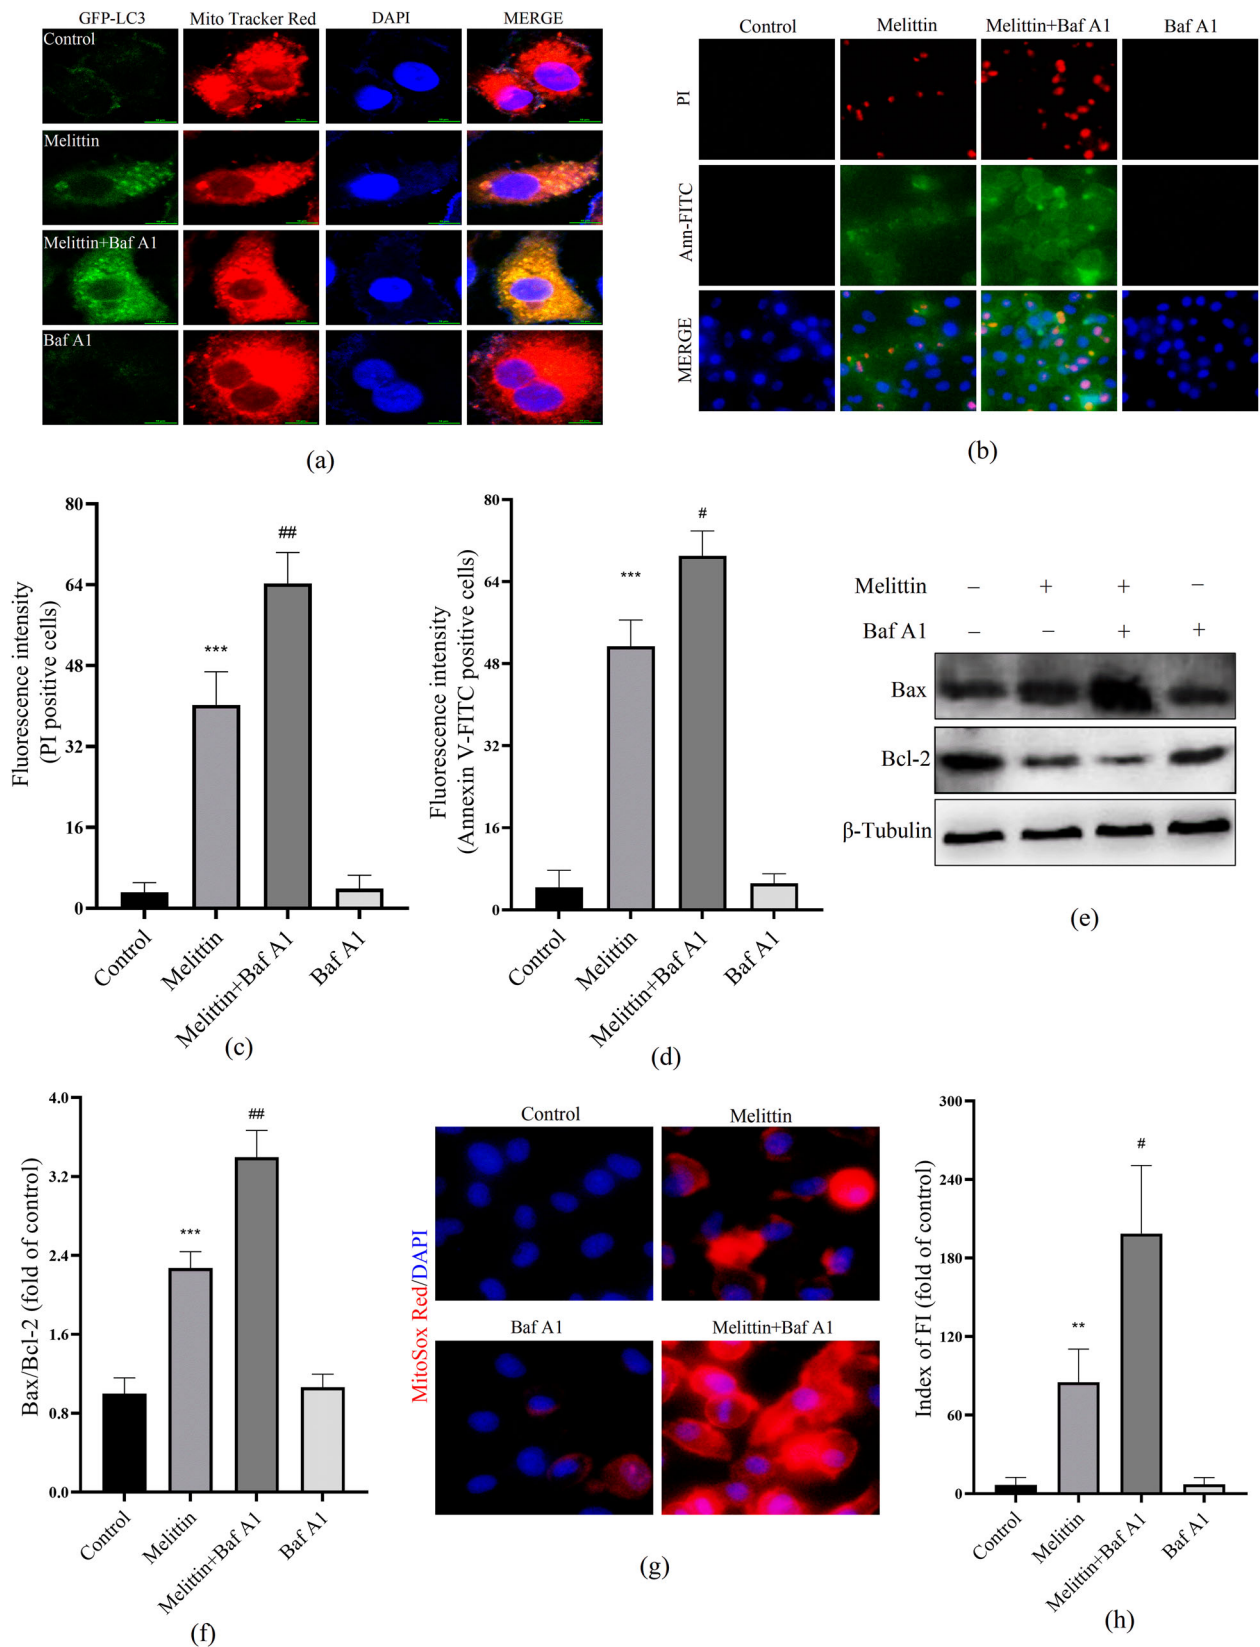 GFP-LC3 Mito Tracker Red DAPI MERGE
Control
Melittin
Melittin+Baf A1
Baf A1
(a)
Control Melittin Melittin+Baf A1 Baf A1
PI
Ann-FITC
MERGE
(b)
Fluorescence intensity
(PI positive cells)
80
64
48
32
16
0
***
##
Control
Melittin
Melittin+Baf A1
Baf A1
(c)
Fluorescence intensity
(Annexin V-FITC positive cells)
80
64
48
32
16
0
***
#
Control
Melittin
Melittin+Baf A1
Baf A1
(d)
Melittin − + + −
Baf A1 − − + +
Bax
Bcl-2
β-Tubulin
(e)
Bax/Bcl-2 (fold of control)
4.0
3.2
2.4
1.6
0.8
0.0
***
##
Control
Melittin
Melittin+Baf A1
Baf A1
(f)
MitoSox Red/DAPI
Control Melittin
Baf A1 Melittin+Baf A1
(g)
Index of FI (fold of control)
300
240
180
120
60
0
**
#
Control
Melittin
Melittin+Baf A1
Baf A1
(h)